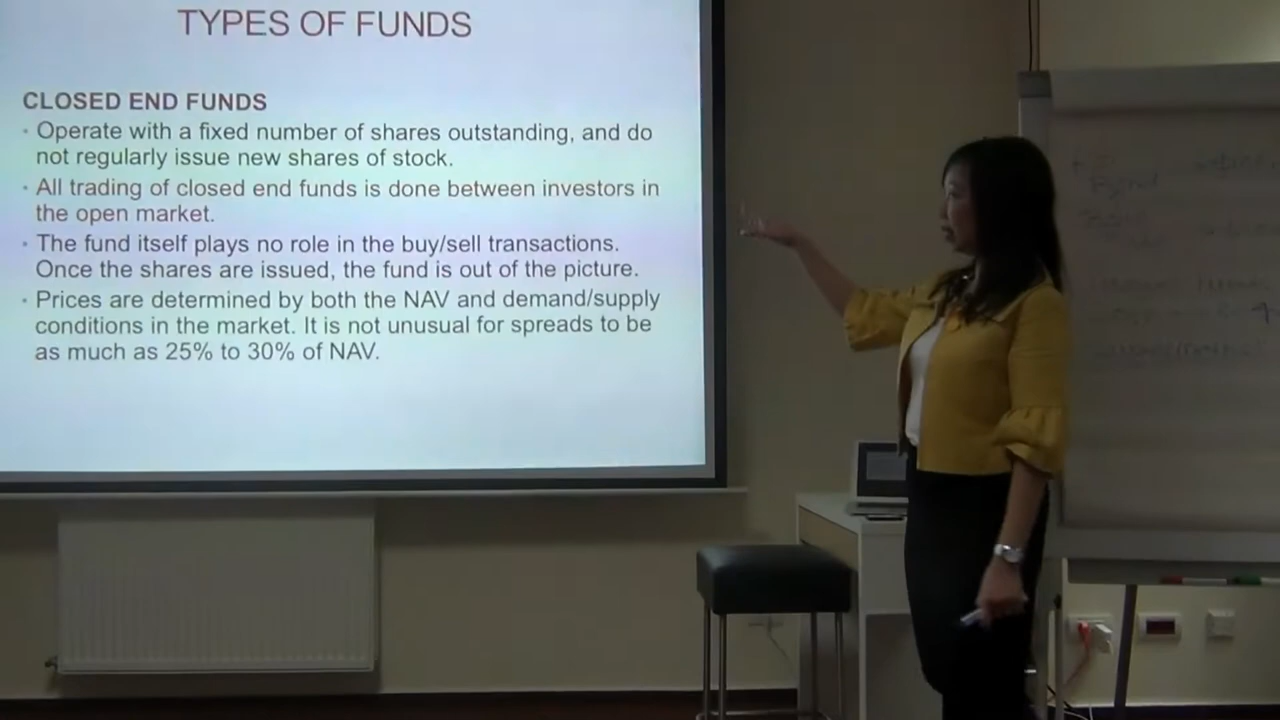 TYPES OF FUNDS
CLOSED END FUNDS
• Operate with a fixed number of shares outstanding, and do
not regularly issue new shares of stock.
• All trading of closed end funds is done between investors in
the open market.
• The fund itself plays no role in the buy/sell transactions.
Once the shares are issued, the fund is out of the picture.
• Prices are determined by both the NAV and demand/supply
conditions in the market. It is not unusual for spreads to be
as much as 25% to 30% of NAV.